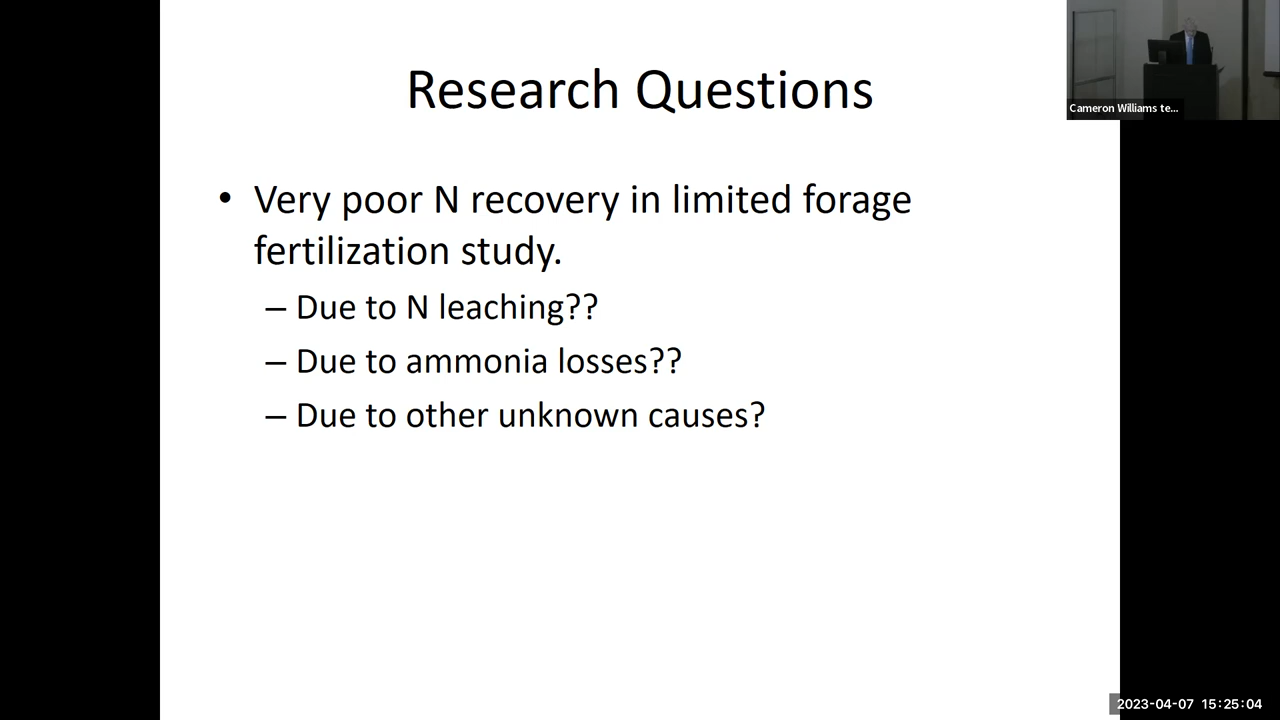 Research Questions
Cameron Williams te...
• Very poor N recovery in limited forage
fertilization study.
– Due to N leaching??
– Due to ammonia losses??
– Due to other unknown causes?
2023-04-07 15:25:04